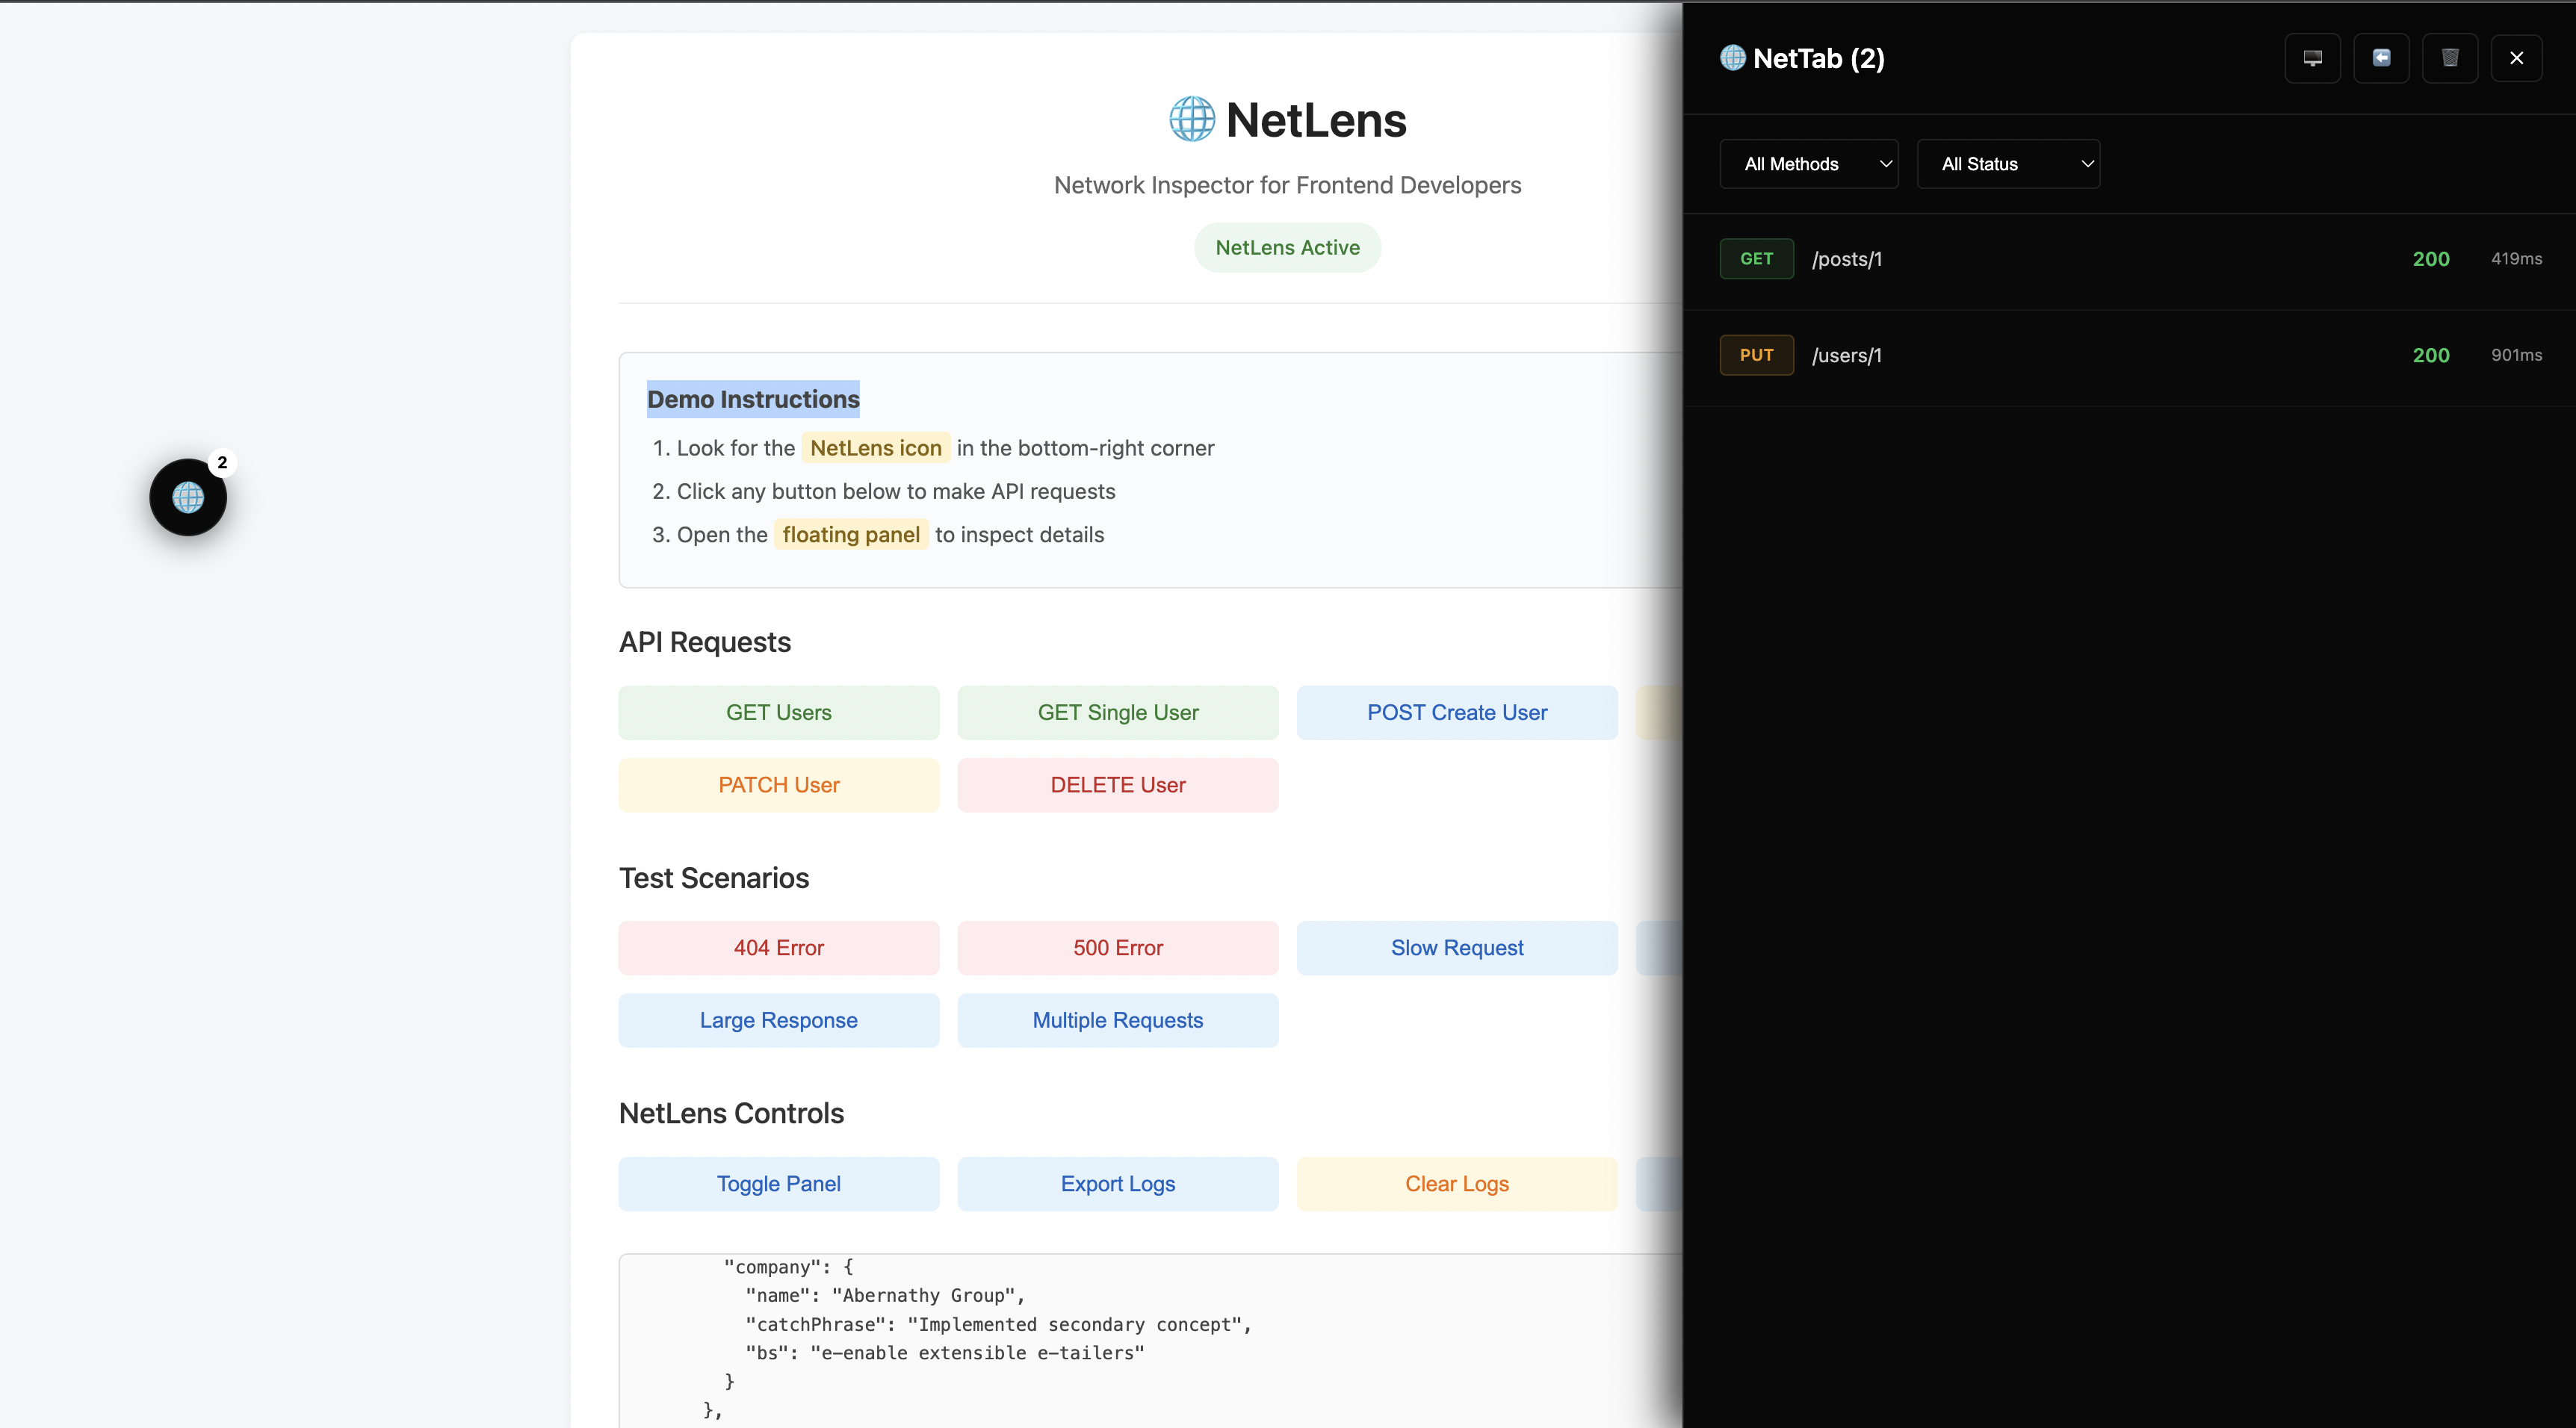 NetLens
Network Inspector for Frontend Developers
NetLens Active
Demo Instructions
1. Look for the NetLens icon in the bottom-right corner
2. Click any button below to make API requests
3. Open the floating panel to inspect details
2
API Requests
GET Users
GET Single User
POST Create User
PATCH User
DELETE User
Test Scenarios
404 Error
500 Error
Slow Request
Large Response
Multiple Requests
NetLens Controls
Toggle Panel
Export Logs
Clear Logs
"company": {
"name": "Abernathy Group",
"catchPhrase": "Implemented secondary concept",
"bs": "e-enable extensible e-tailers"
}
},
NetTab (2)
All Methods
All Status
GET /posts/1 200 419ms
PUT /users/1 200 901ms